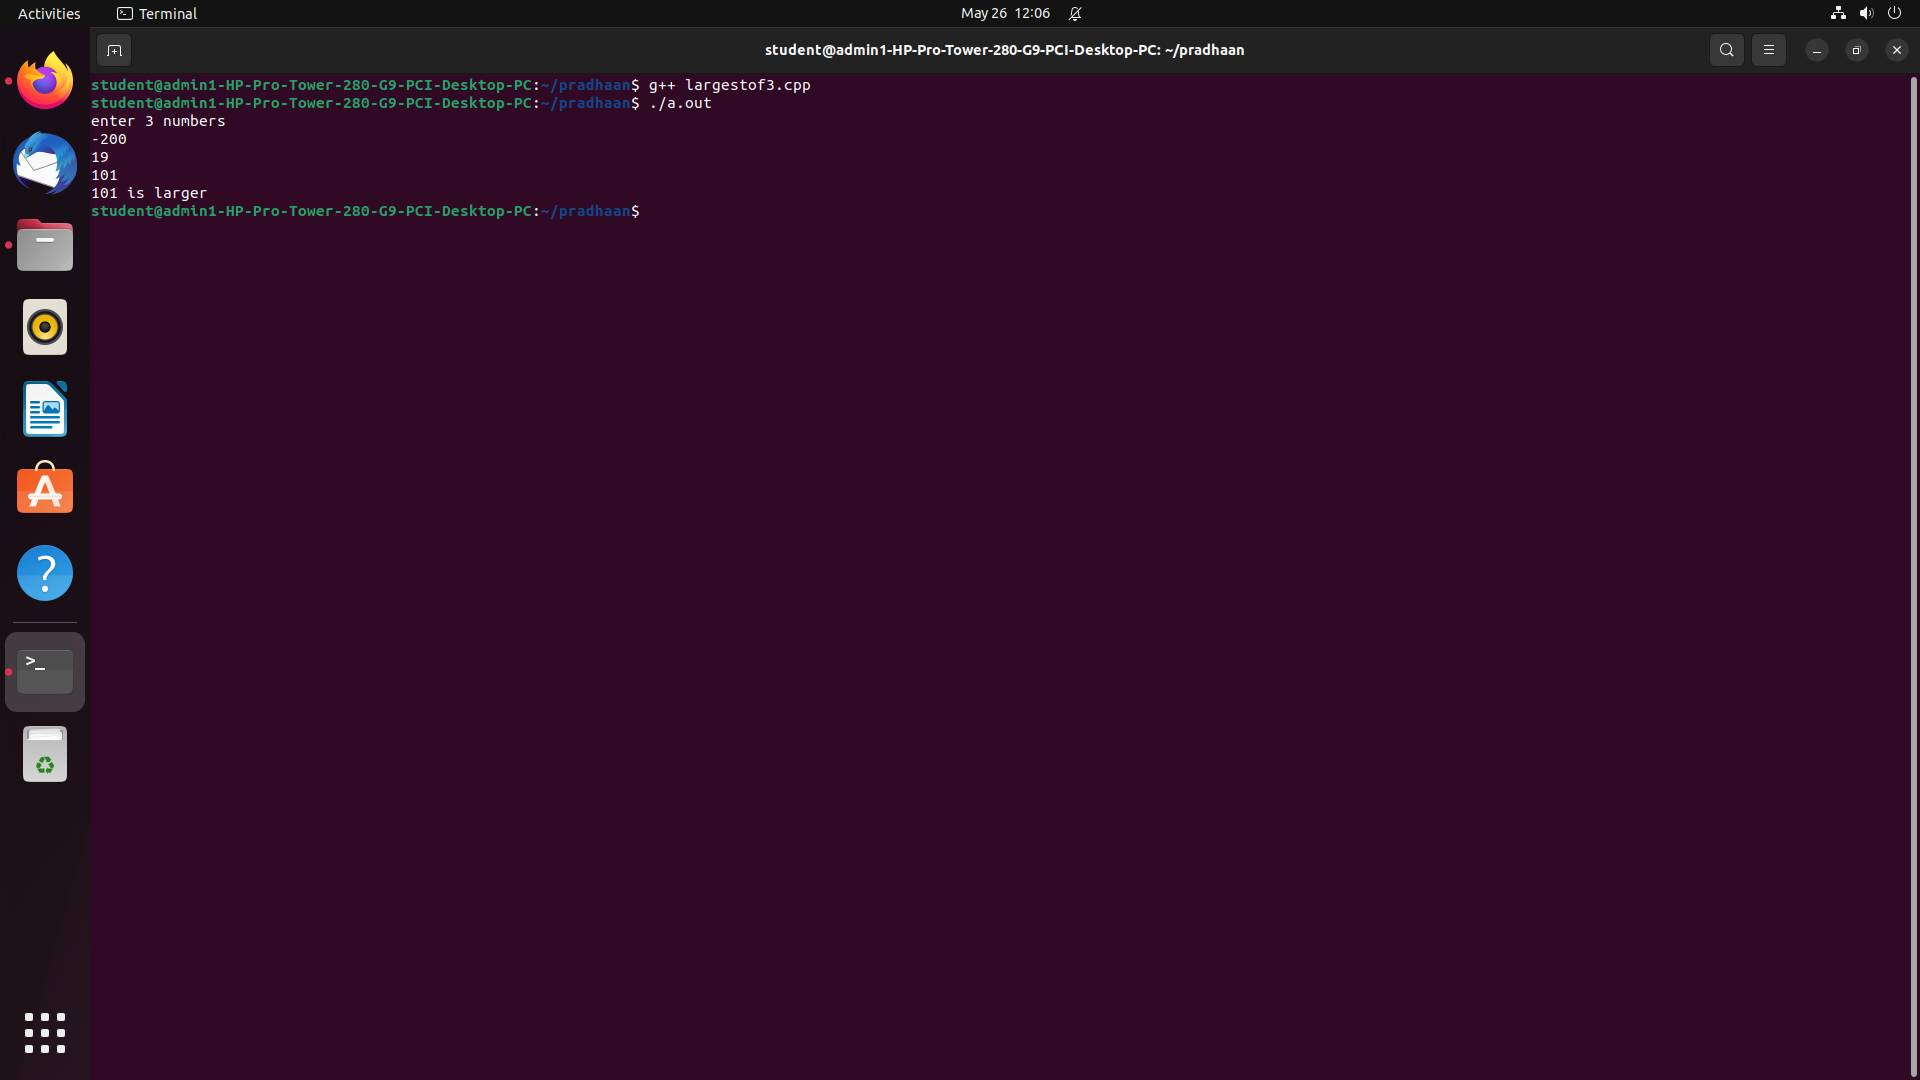 Activities
Terminal
May 26 12:06
student@admin1-HP-Pro-Tower-280-G9-PCI-Desktop-PC: ~/pradhaan
student@admin1-HP-Pro-Tower-280-G9-PCI-Desktop-PC:~/pradhaan$ g++ largestof3.cpp
student@admin1-HP-Pro-Tower-280-G9-PCI-Desktop-PC:~/pradhaan$ ./a.out
enter 3 numbers
-200
19
101
101 is larger
student@admin1-HP-Pro-Tower-280-G9-PCI-Desktop-PC:~/pradhaan$